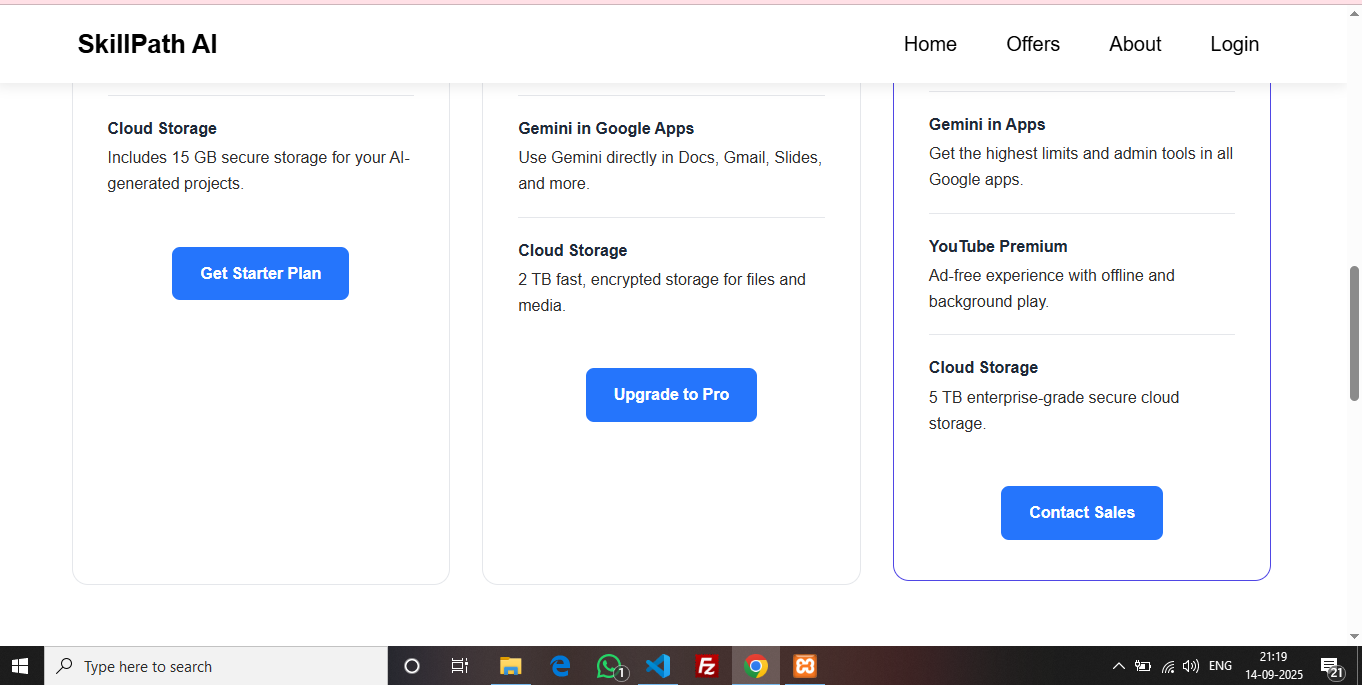 SkillPath AI
Home
Offers
About
Login
Cloud Storage
Includes 15 GB secure storage for your AI-
generated projects.
Get Starter Plan
Gemini in Google Apps
Use Gemini directly in Docs, Gmail, Slides,
and more.
Cloud Storage
2 TB fast, encrypted storage for files and
media.
Upgrade to Pro
Gemini in Apps
Get the highest limits and admin tools in all
Google apps.
YouTube Premium
Ad-free experience with offline and
background play.
Cloud Storage
5 TB enterprise-grade secure cloud
storage.
Contact Sales
Type here to search
1
Fz
ENG
21:19
14-09-2025
21